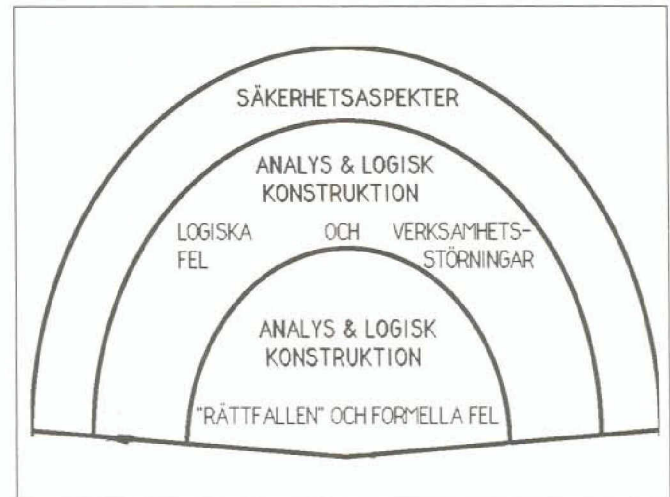 SÄKERHETSASPEKTER
ANALYS & LOGISK
KONSTRUKTION
LOGISKA OCH VERKSAMHETS-
FEL STÖRNINGAR
ANALYS & LOGISK
KONSTRUKTION
"RÄTTFALLEN" OCH FORMELLA FEL